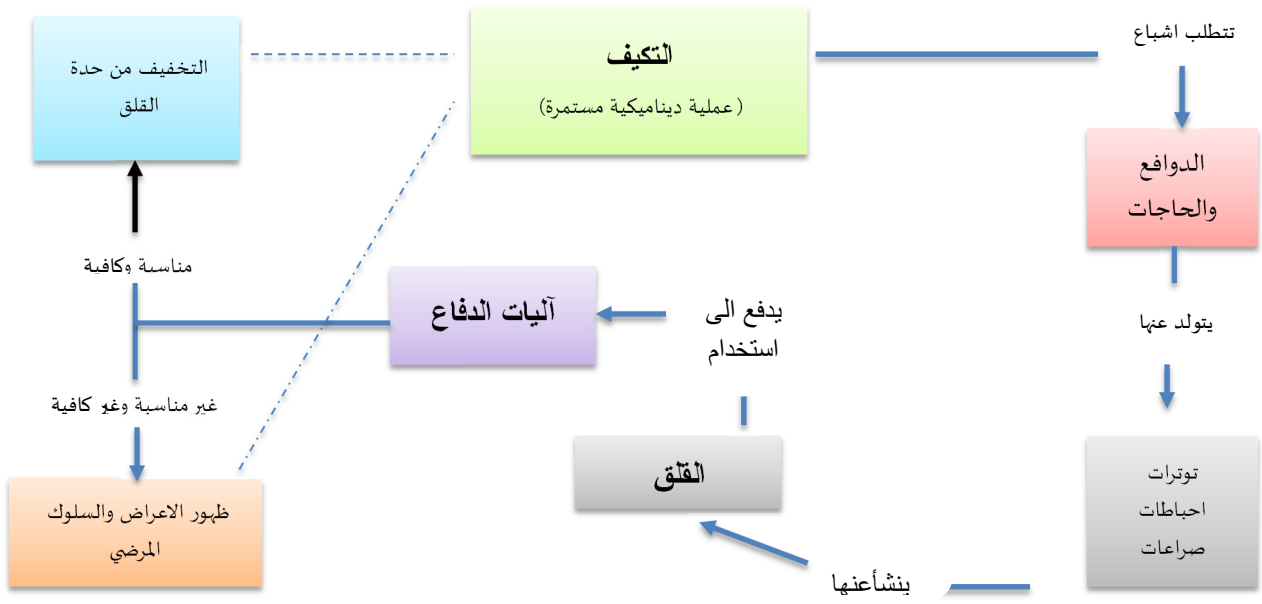 التكيف
(عملية ديناميكية مستمرة)
تتطلب اشباع
الدوافع
والحاجات
يتولد عنها
توترات
احباطات
صراعات
ينشأعنها
القلق
يدفع الى
استخدام
آليات الدفاع
مناسبة وكافية
التخفيف من حدة
القلق
غير مناسبة وغير كافية
ظهور الاعراض والسلوك
المرضي